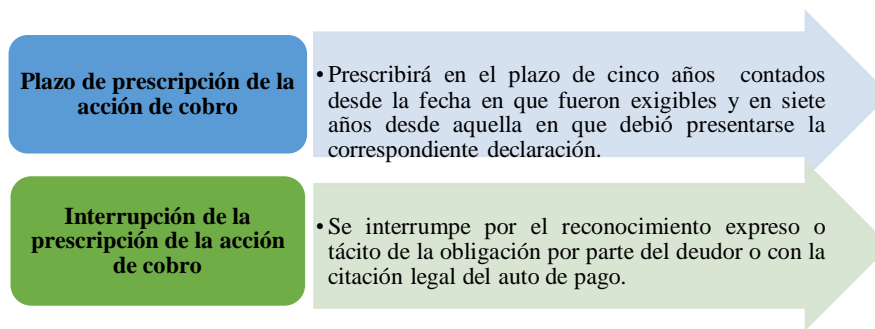 Plazo de prescripción de la
acción de cobro
• Prescribirá en el plazo de cinco años contados
desde la fecha en que fueron exigibles y en siete
años desde aquella en que debió presentarse la
correspondiente declaración.
Interrupción de la
prescripción de la acción
de cobro
• Se interrumpe por el reconocimiento expreso o
tácito de la obligación por parte del deudor o con la
citación legal del auto de pago.